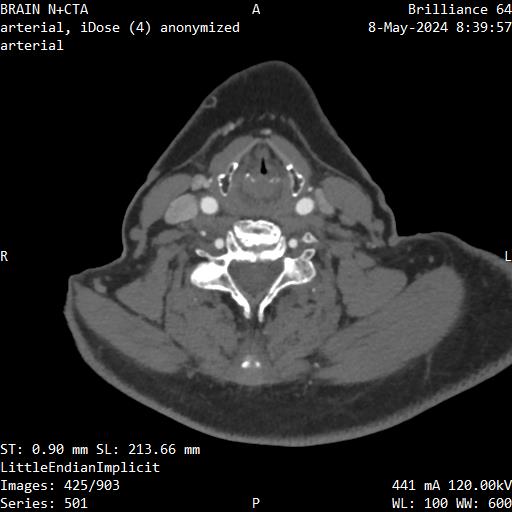 BRAIN N+CTA
arterial, iDose (4) anonymized
arterial
A
Brilliance 64
8-May-2024 8:39:57
R
L
ST: 0.90 mm SL: 213.66 mm
LittleEndianImplicit
Images: 425/903
Series: 501
P
441 mA 120.00kV
WL: 100 WW: 600